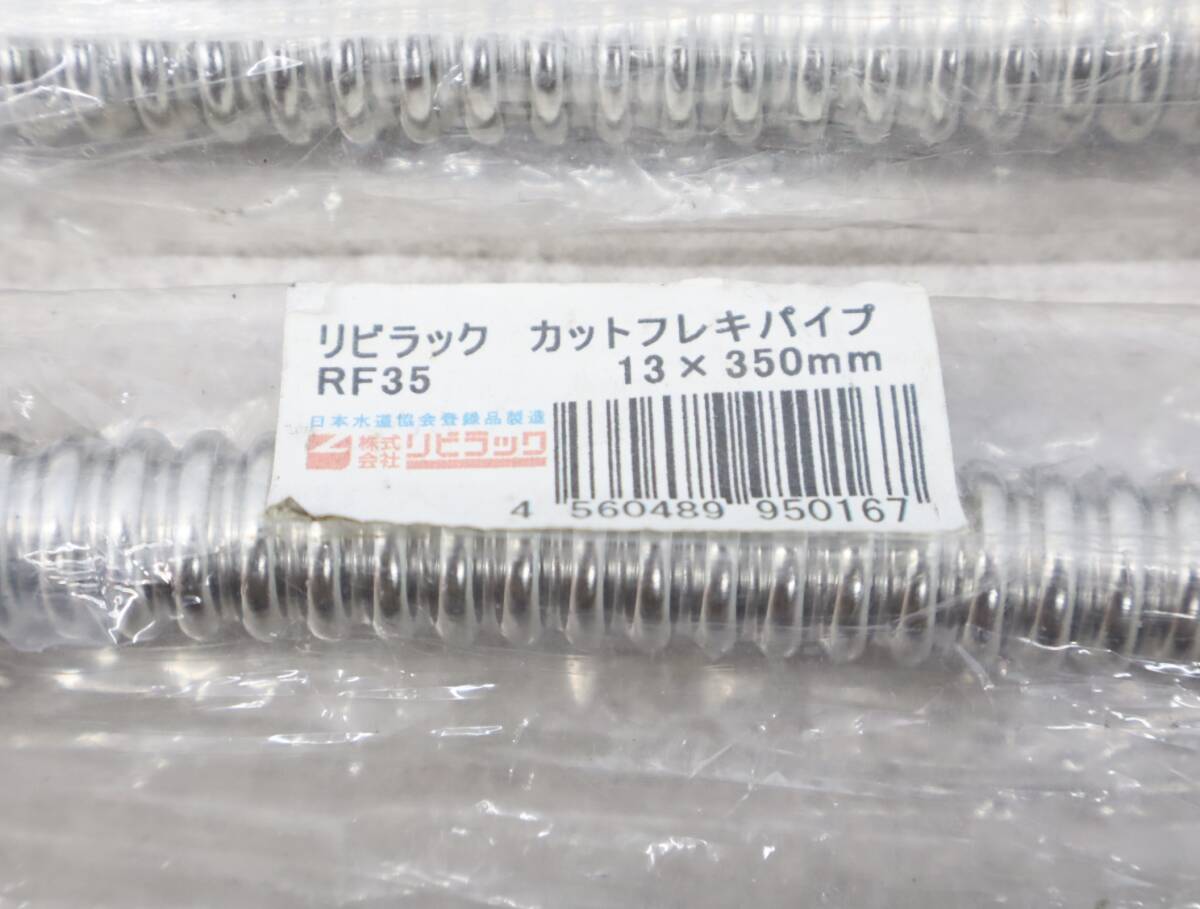 リビラック カットフレキパイプ
RF35 13×350mm
日本水道協会登録品製造
株式会社 リビラック
4 560489 950167